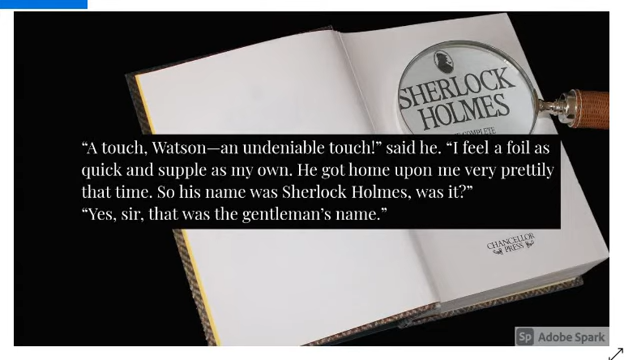 SHERLOCK
HOLMES
COMPLETE
“A touch, Watson—an undeniable touch!” said he. “I feel a foil as
quick and supple as my own. He got home upon me very prettily
that time. So his name was Sherlock Holmes, was it?”
“Yes, sir, that was the gentleman’s name.”
CHANCELLOR
PRESS
Sp Adobe Spark